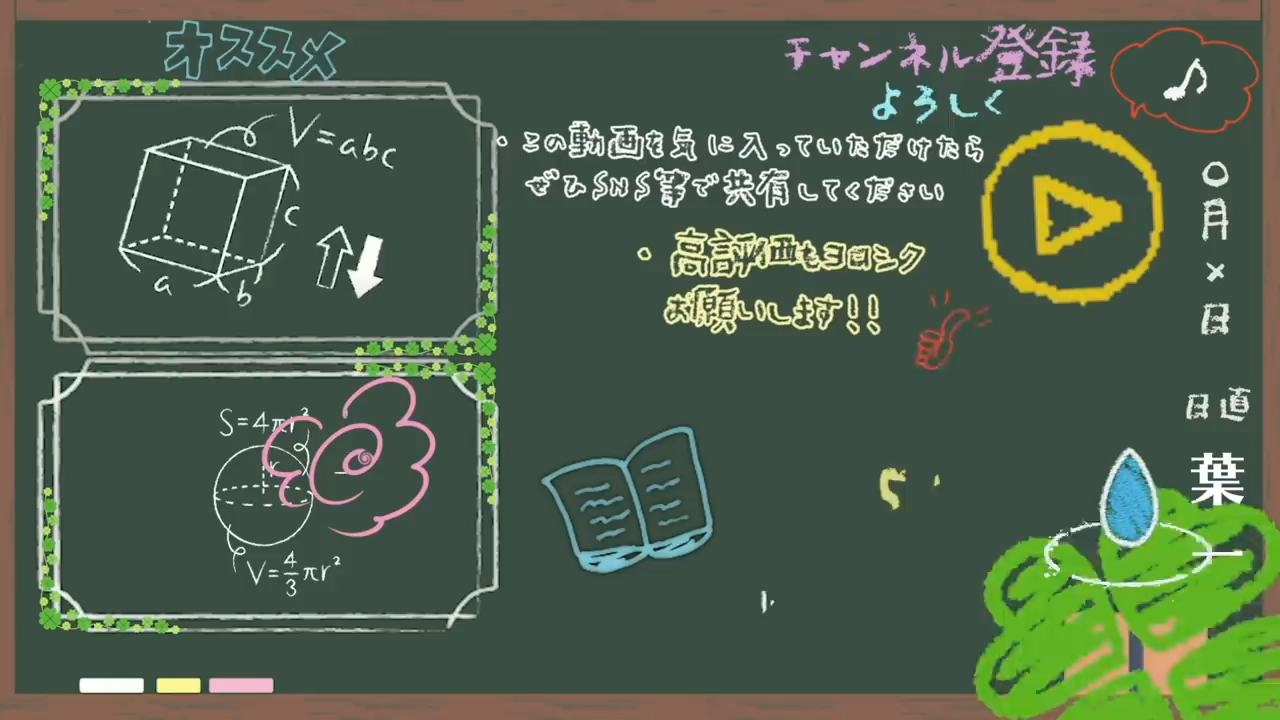 オススメ
V=abc
c
a
b
S=4πr²
r
V=4/3πr²
チャンネル登録
よろしく
・この動画を気に入っていただけたら
ぜひSNS等で共有してください
・高評価もヨロシク
お願いします!!
〇月×日
日直
葉一